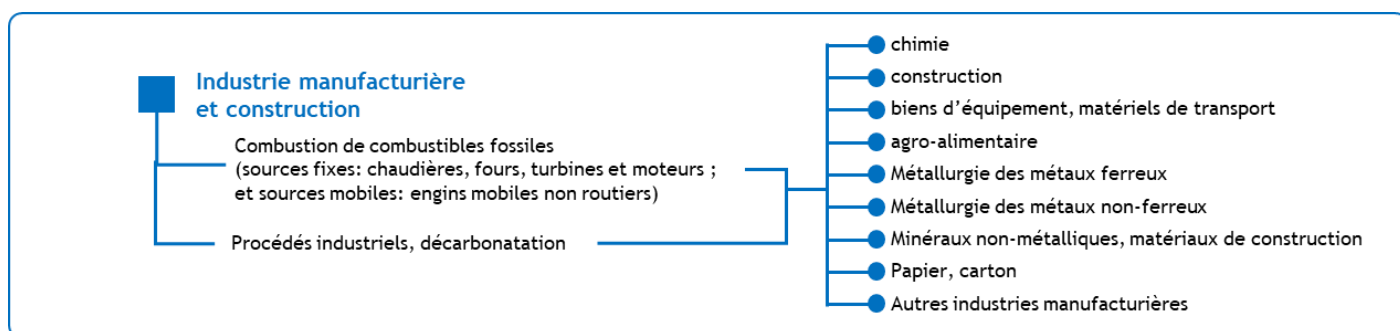 Industrie manufacturière
et construction
Combustion de combustibles fossiles
(sources fixes: chaudières, fours, turbines et moteurs ;
et sources mobiles: engins mobiles non routiers)
Procédés industriels, décarbonatation
chimie
construction
biens d’équipement, matériels de transport
agro-alimentaire
Métallurgie des métaux ferreux
Métallurgie des métaux non-ferreux
Minéraux non-métalliques, matériaux de construction
Papier, carton
Autres industries manufacturières